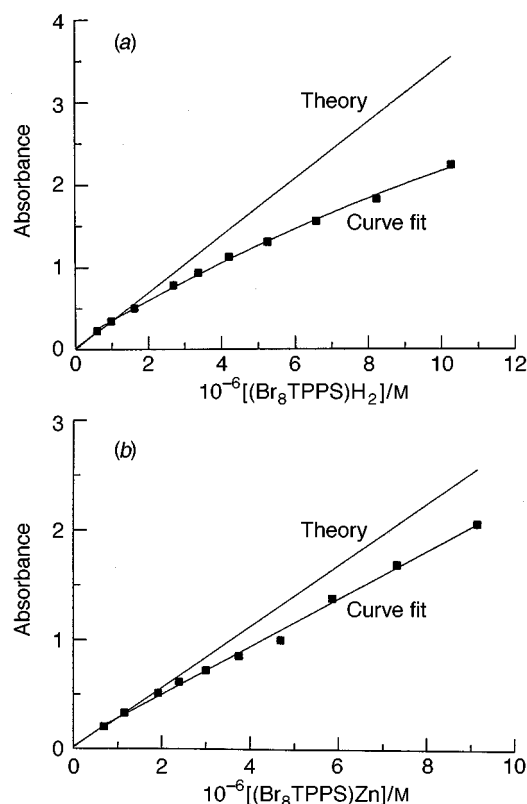 (a)
4
3
2
1
0
Absorbance
Theory
Curve fit
0 2 4 6 8 10 12
10⁻⁶[(Br₈TPPS)H₂]/M
(b)
3
2
1
0
Absorbance
Theory
Curve fit
0 2 4 6 8 10
10⁻⁶[(Br₈TPPS)Zn]/M